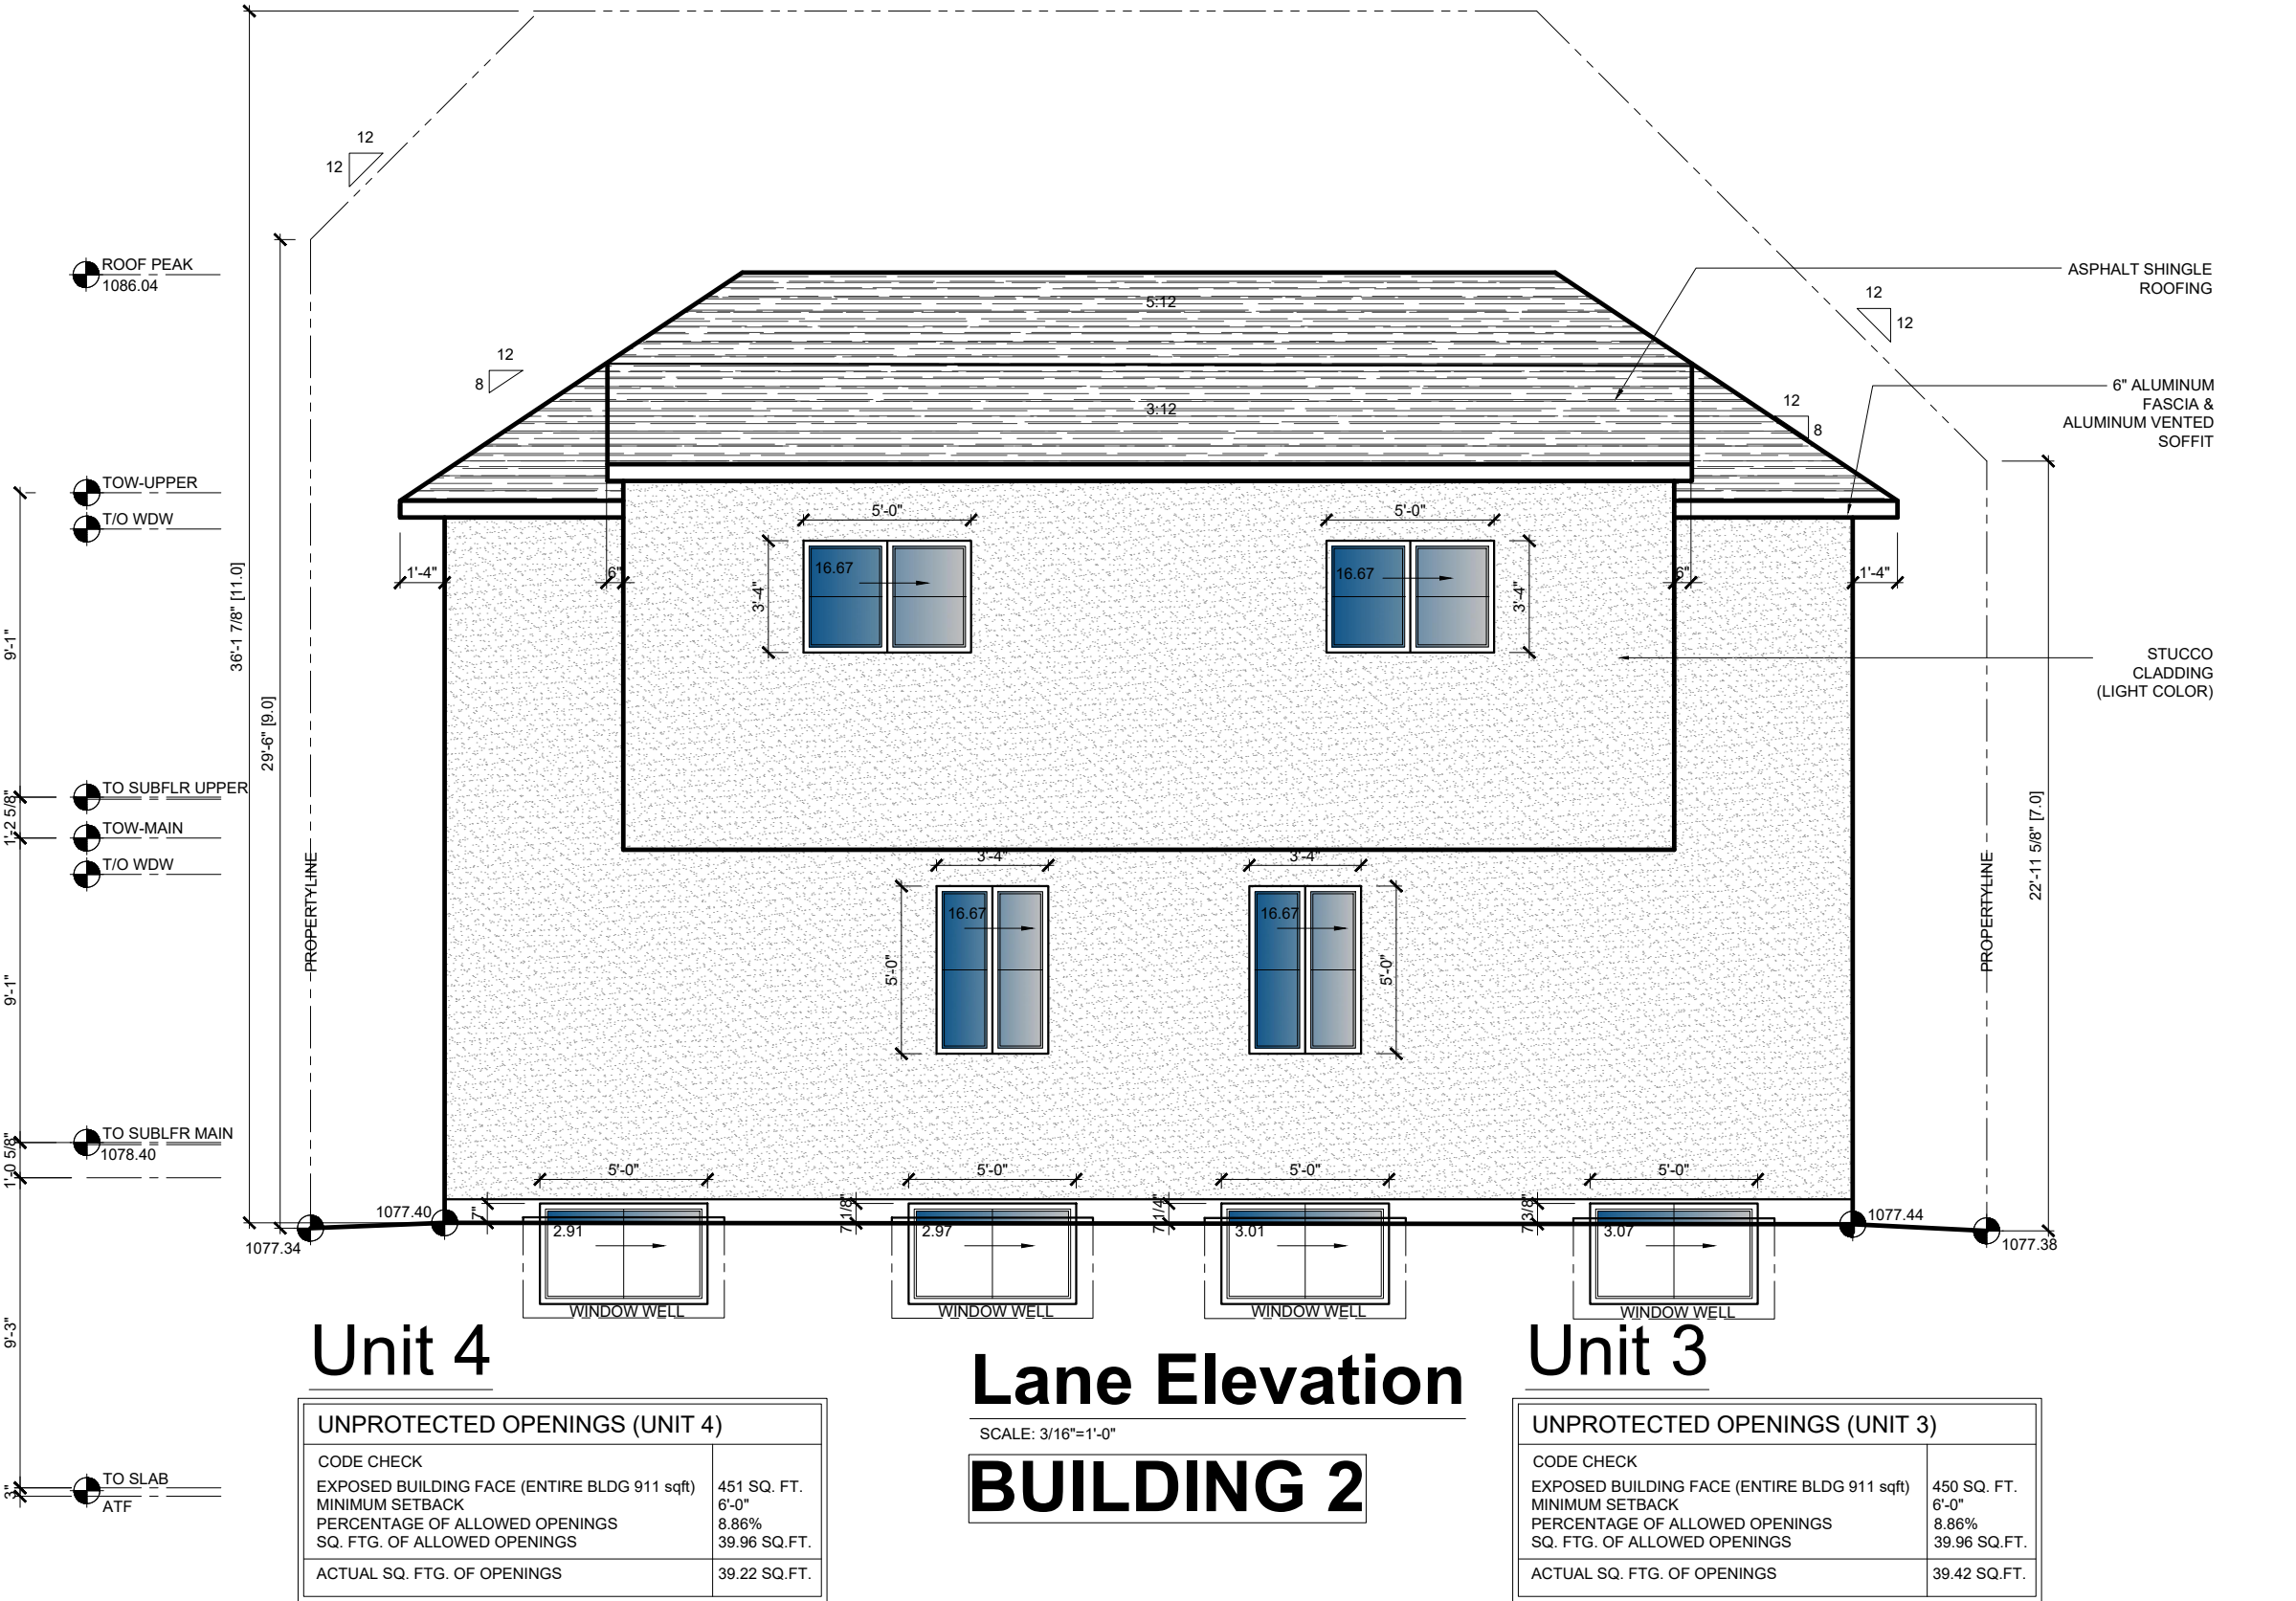 12
12
ROOF PEAK
1086.04
ASPHALT SHINGLE
ROOFING
12
12
5:12
12
8
3:12
6" ALUMINUM
FASCIA &
ALUMINUM VENTED
SOFFIT
12
8
TOW-UPPER
T/O WDW
5'-0"
5'-0"
1'-4"
6"
16.67
3'-4"
16.67
3'-4"
6"
1'-4"
36'-1 7/8" [11.0]
9'-1"
29'-6" [9.0]
STUCCO
CLADDING
(LIGHT COLOR)
TO SUBFLR UPPER
1'-2 5/8"
TOW-MAIN
T/O WDW
22'-11 5/8" [7.0]
PROPERTYLINE
PROPERTYLINE
3'-4"
3'-4"
16.67
16.67
5'-0"
5'-0"
9'-1"
TO SUBLFR MAIN
1078.40
1'-0 5/8"
5'-0"
5'-0"
5'-0"
5'-0"
1077.40
7"
7 1/8"
7 1/4"
7 3/8"
1077.44
1077.34
2.91
2.97
3.01
3.07
1077.38
WINDOW WELL
WINDOW WELL
WINDOW WELL
WINDOW WELL
9'-3"
Unit 4
Lane Elevation
SCALE: 3/16"=1'-0"
BUILDING 2
Unit 3
TO SLAB
3"
ATF
UNPROTECTED OPENINGS (UNIT 4)
CODE CHECK
EXPOSED BUILDING FACE (ENTIRE BLDG 911 sqft) 451 SQ. FT.
MINIMUM SETBACK 6'-0"
PERCENTAGE OF ALLOWED OPENINGS 8.86%
SQ. FTG. OF ALLOWED OPENINGS 39.96 SQ.FT.
ACTUAL SQ. FTG. OF OPENINGS 39.22 SQ.FT.
UNPROTECTED OPENINGS (UNIT 3)
CODE CHECK
EXPOSED BUILDING FACE (ENTIRE BLDG 911 sqft) 450 SQ. FT.
MINIMUM SETBACK 6'-0"
PERCENTAGE OF ALLOWED OPENINGS 8.86%
SQ. FTG. OF ALLOWED OPENINGS 39.96 SQ.FT.
ACTUAL SQ. FTG. OF OPENINGS 39.42 SQ.FT.